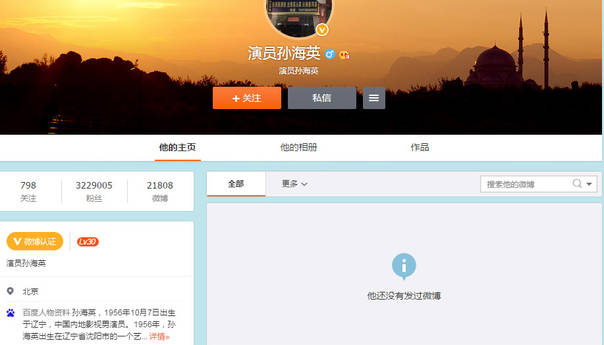 演员孙海英
演员孙海英
+ 关注
私信
他的主页
他的相册
作品
798
关注
3229005
粉丝
21808
微博
全部
更多
搜索他的微博
V 微博认证
Lv30
演员孙海英
北京
百度人物资料 孙海英，1956年10月7日出生
于辽宁，中国内地影视男演员。1956年，孙
海英出生在辽宁省沈阳市的一个艺... 详情»
他还没有发过微博